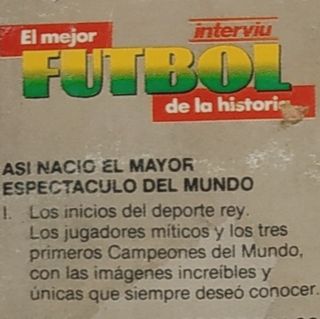 El mejor
interviu
FUTBOL
de la historia
ASI NACIO EL MAYOR
ESPECTACULO DEL MUNDO
I. Los inicios del deporte rey.
Los jugadores míticos y los tres
primeros Campeones del Mundo,
con las imágenes increíbles y
únicas que siempre deseó conocer.